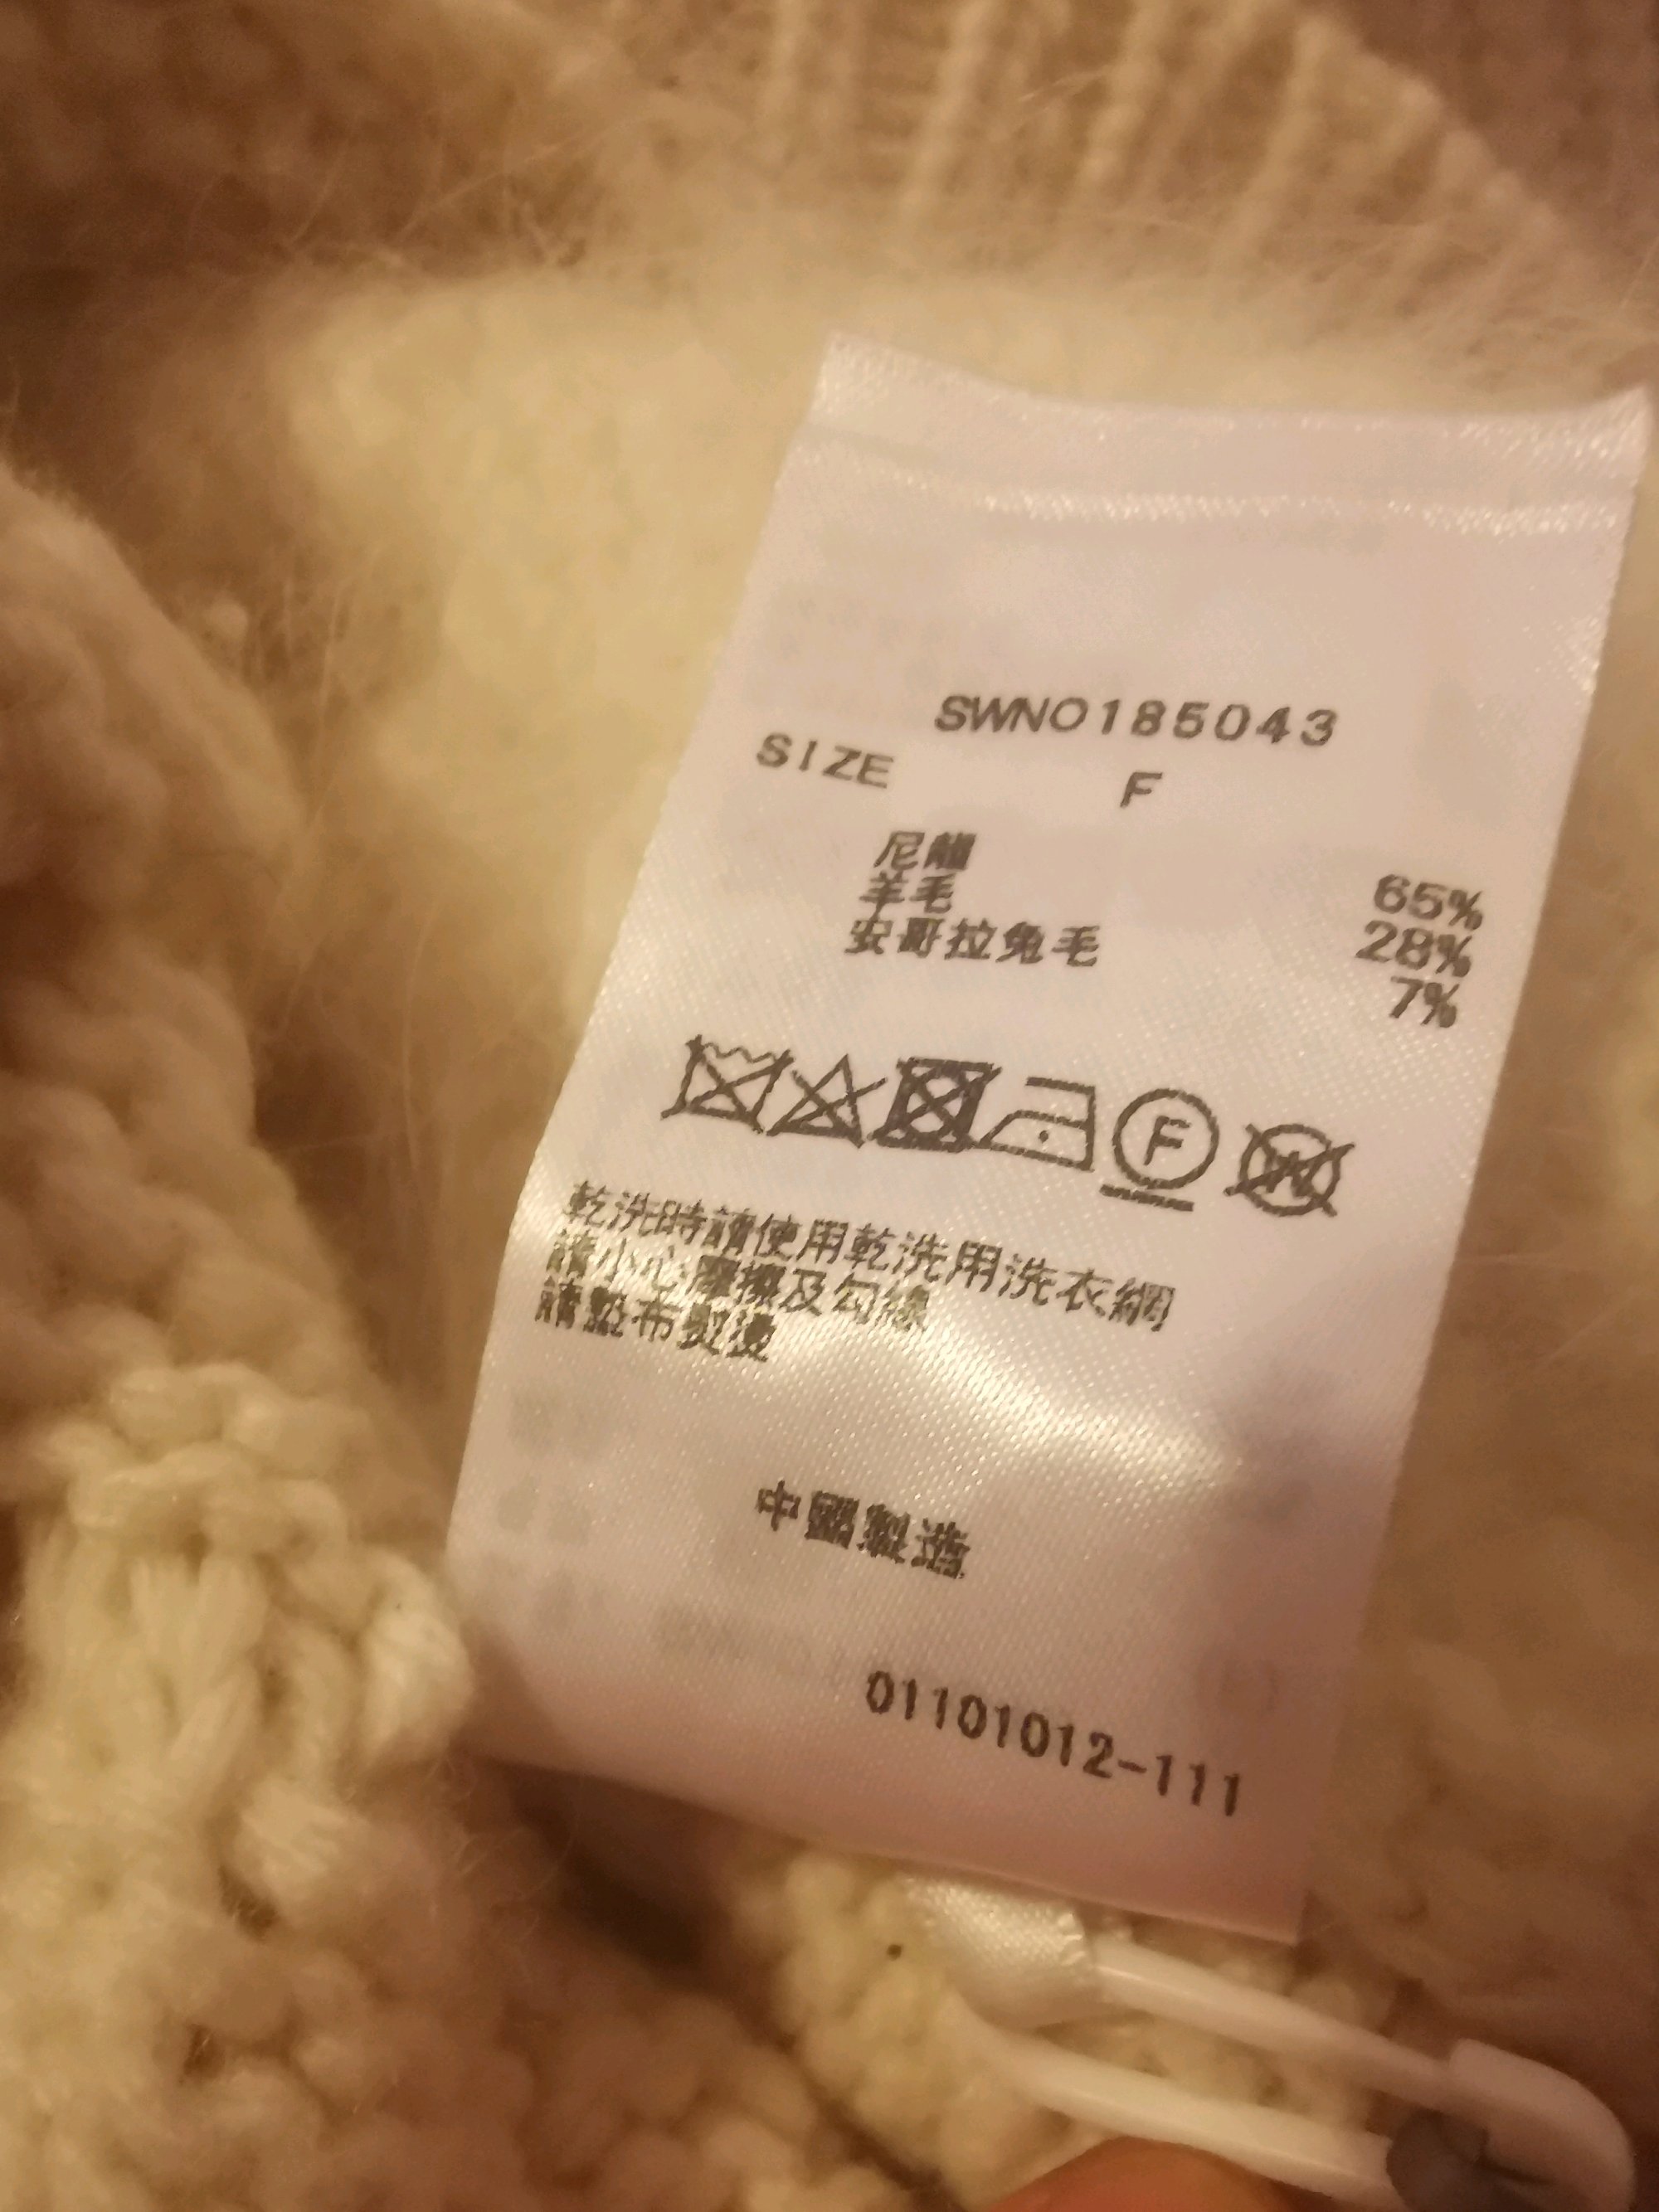 SWNO185043
SIZE F
尼龍 65%
羊毛 28%
安哥拉兔毛 7%
F
W
乾洗時請使用乾洗用洗衣網
請小心摩擦及勾線
請墊布熨燙
中國製造
01101012-111